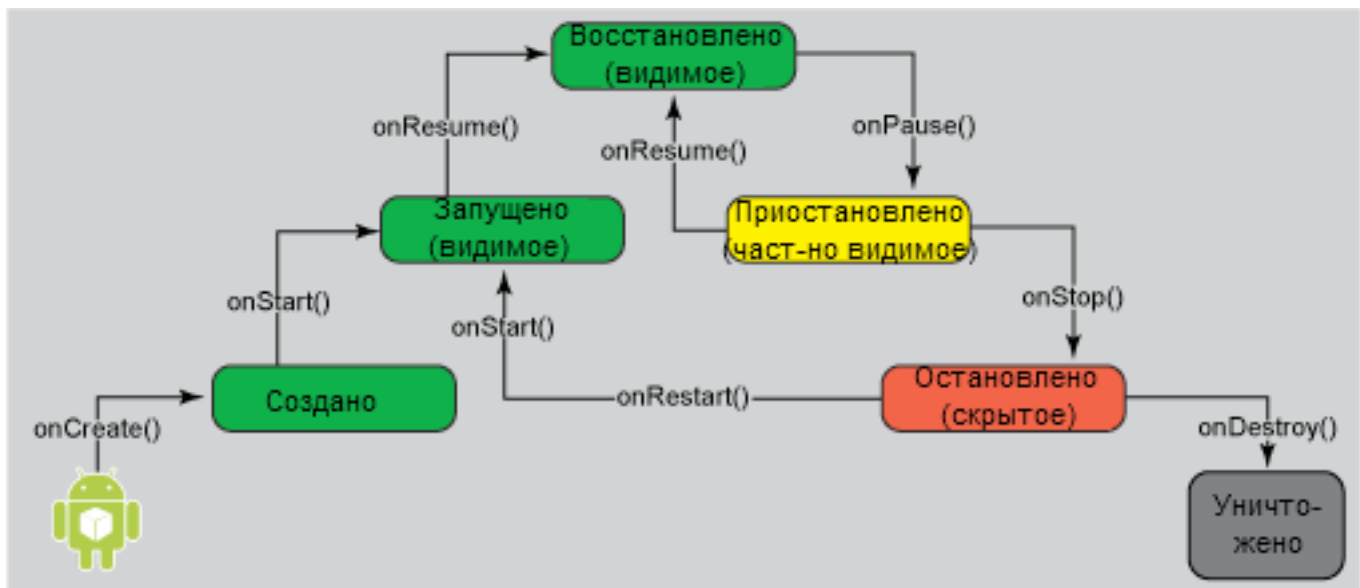 Восстановлено
(видимое)
onResume()
onPause()
onResume()
Запущено
(видимое)
Приостановлено
(част-но видимое)
onStart()
onStop()
onStart()
Создано
onRestart()
Остановлено
(скрытое)
onCreate()
onDestroy()
Уничто-
жено